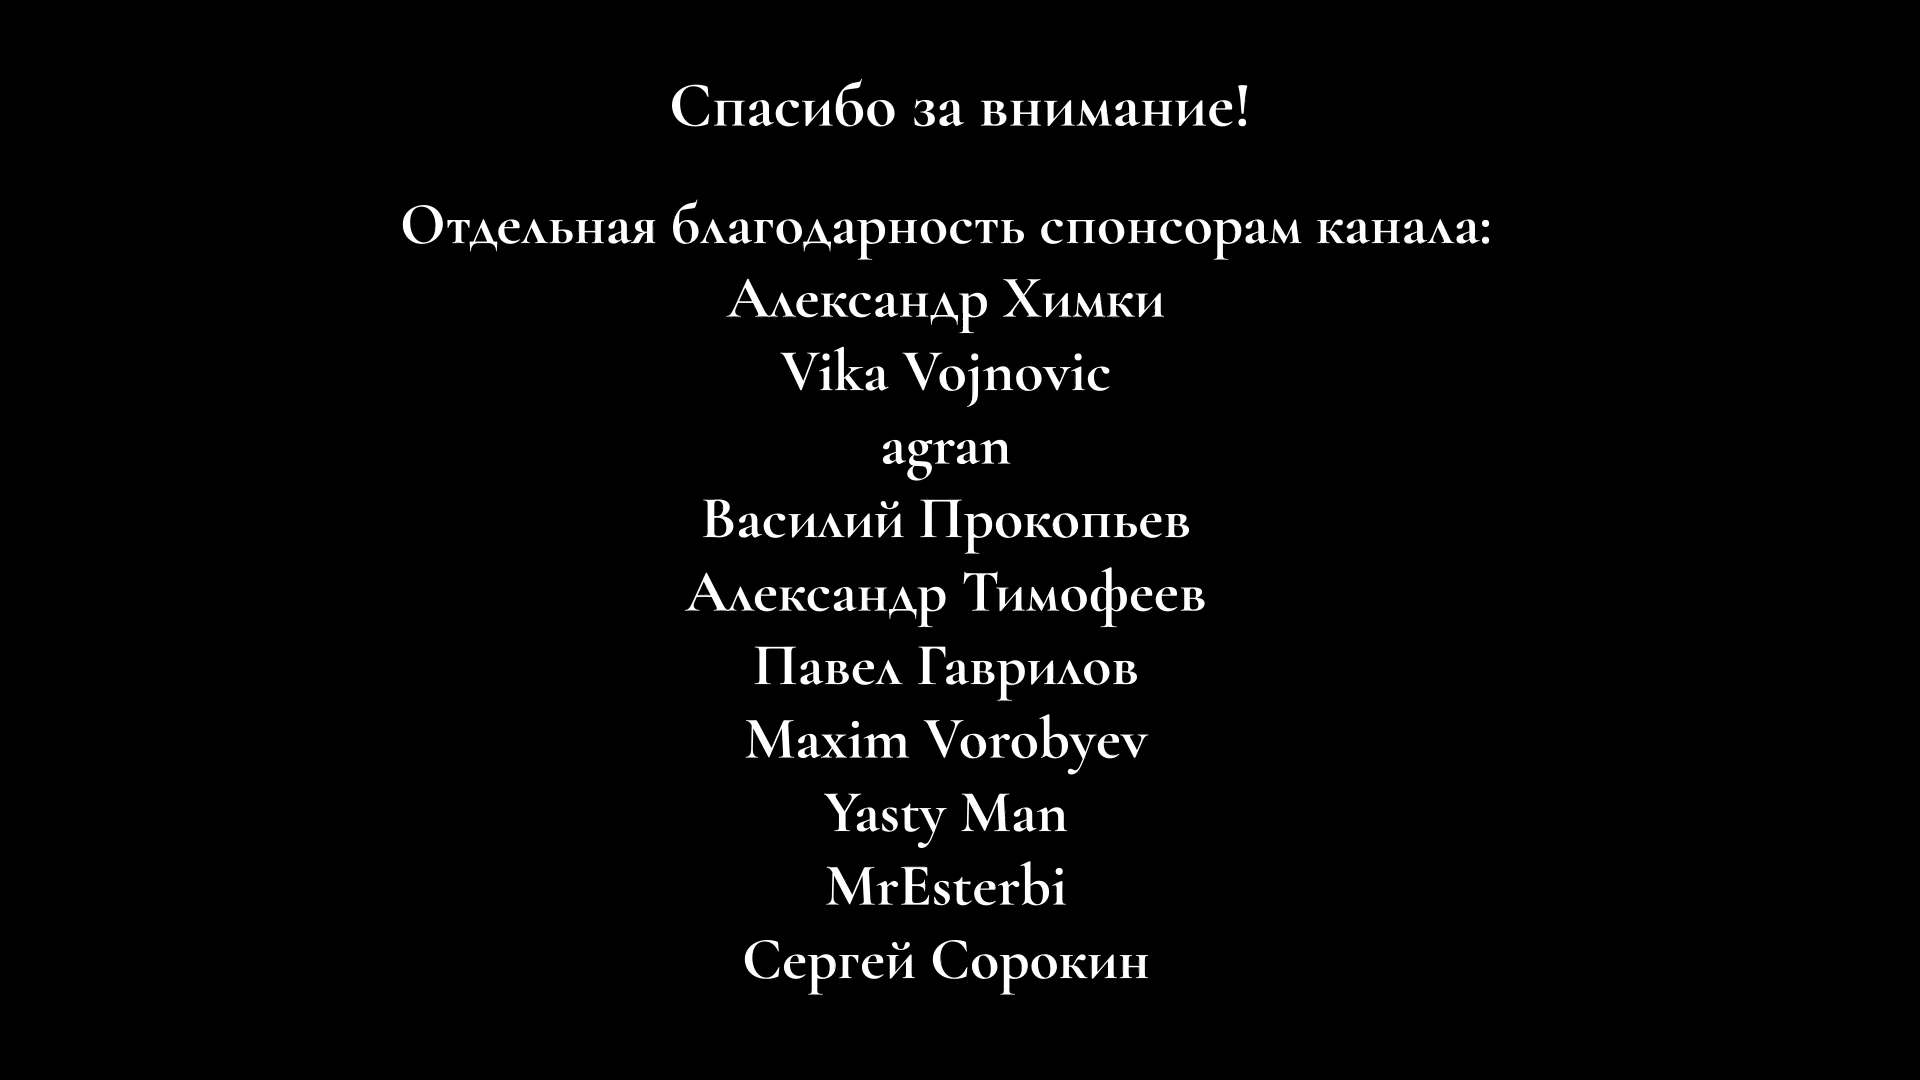 Спасибо за внимание!
Отдельная благодарность спонсорам канала:
Александр Химки
Vika Vojnovic
agran
Василий Прокопьев
Александр Тимофеев
Павел Гаврилов
Maxim Vorobyev
Yasty Man
MrEsterbi
Сергей Сорокин